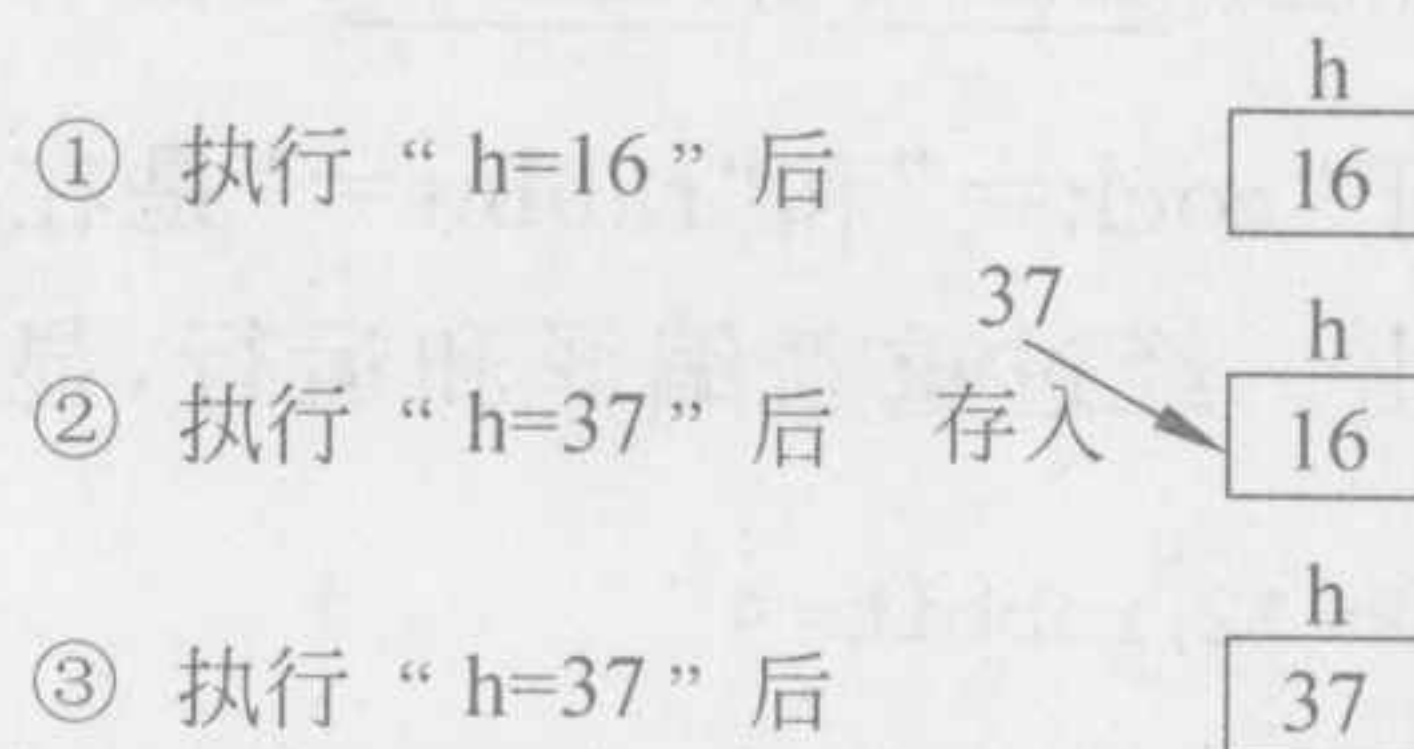 h
① 执行 “ h=16 ” 后 16
37
h
② 执行 “ h=37 ” 后 存入 16
h
③ 执行 “ h=37 ” 后 37